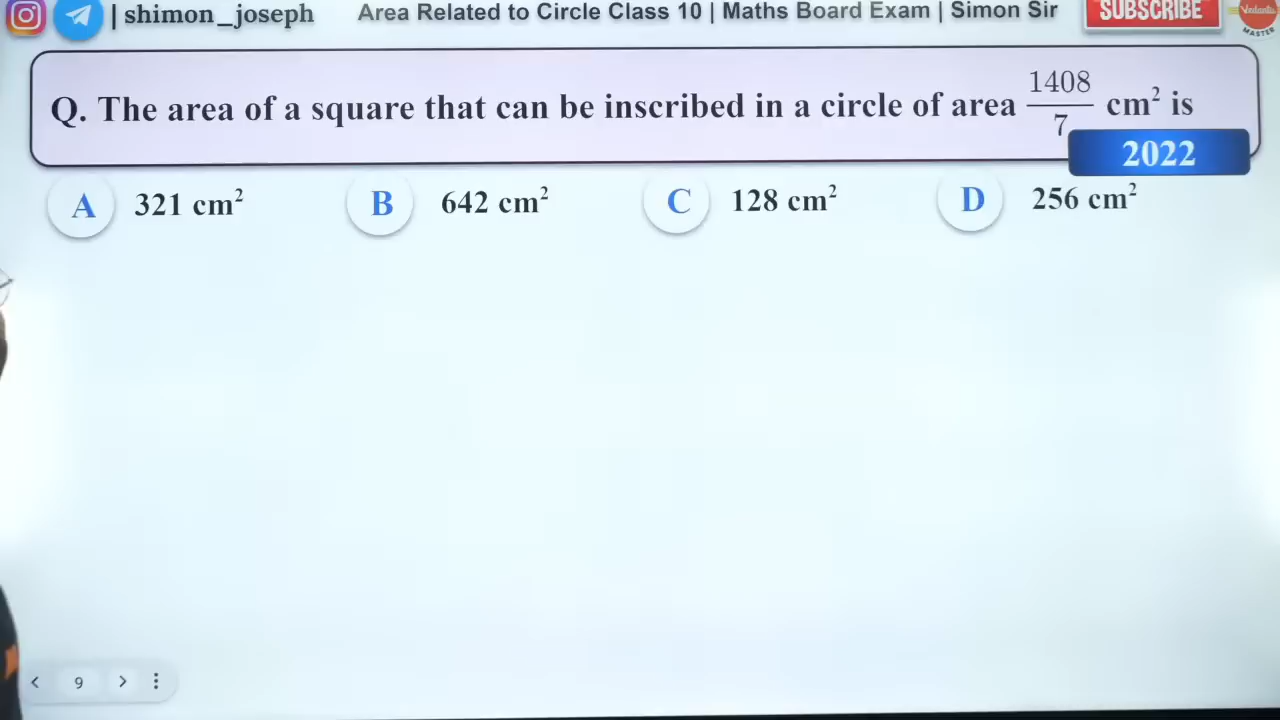 | shimon_joseph Area Related to Circle Class 10 | Maths Board Exam | Simon Sir SUBSCRIBE Vedantu
MASTER
Q. The area of a square that can be inscribed in a circle of area 1408/7 cm² is
2022
A 321 cm² B 642 cm² C 128 cm² D 256 cm²
< 9 >